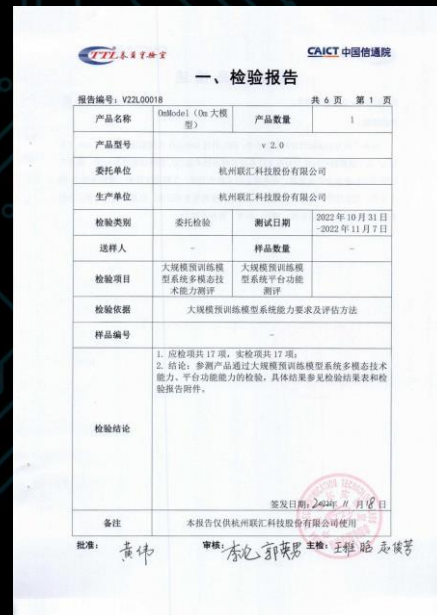 TTL泰尔实验室
CAICT 中国信通院
一、检验报告
报告编号：V22L00018 共 6 页 第 1 页
产品名称 OmModel（Om 大模型） 产品数量 1
产品型号 v 2.0
委托单位 杭州联汇科技股份有限公司
生产单位 杭州联汇科技股份有限公司
检验类别 委托检验 测试日期 2022 年 10 月 31 日
-2022 年 11 月 7 日
送样人 - 样品数量 -
检验项目 大规模预训练模型系统多模态技术能力测评 大规模预训练模型系统平台功能测评
检验依据 大规模预训练模型系统能力要求及评估方法
样品编号 -
检验结论
1. 应检项共 17 项，实检项共 17 项；
2. 结论：参测产品通过大规模预训练模型系统多模态技术
能力、平台功能能力的检验，具体结果参见检验结果表和检
验报告附件。
签发日期：2022年 11 月 18 日
备注 本报告仅供杭州联汇科技股份有限公司使用
批准： 黄伟 审核： 郭英男 主检：